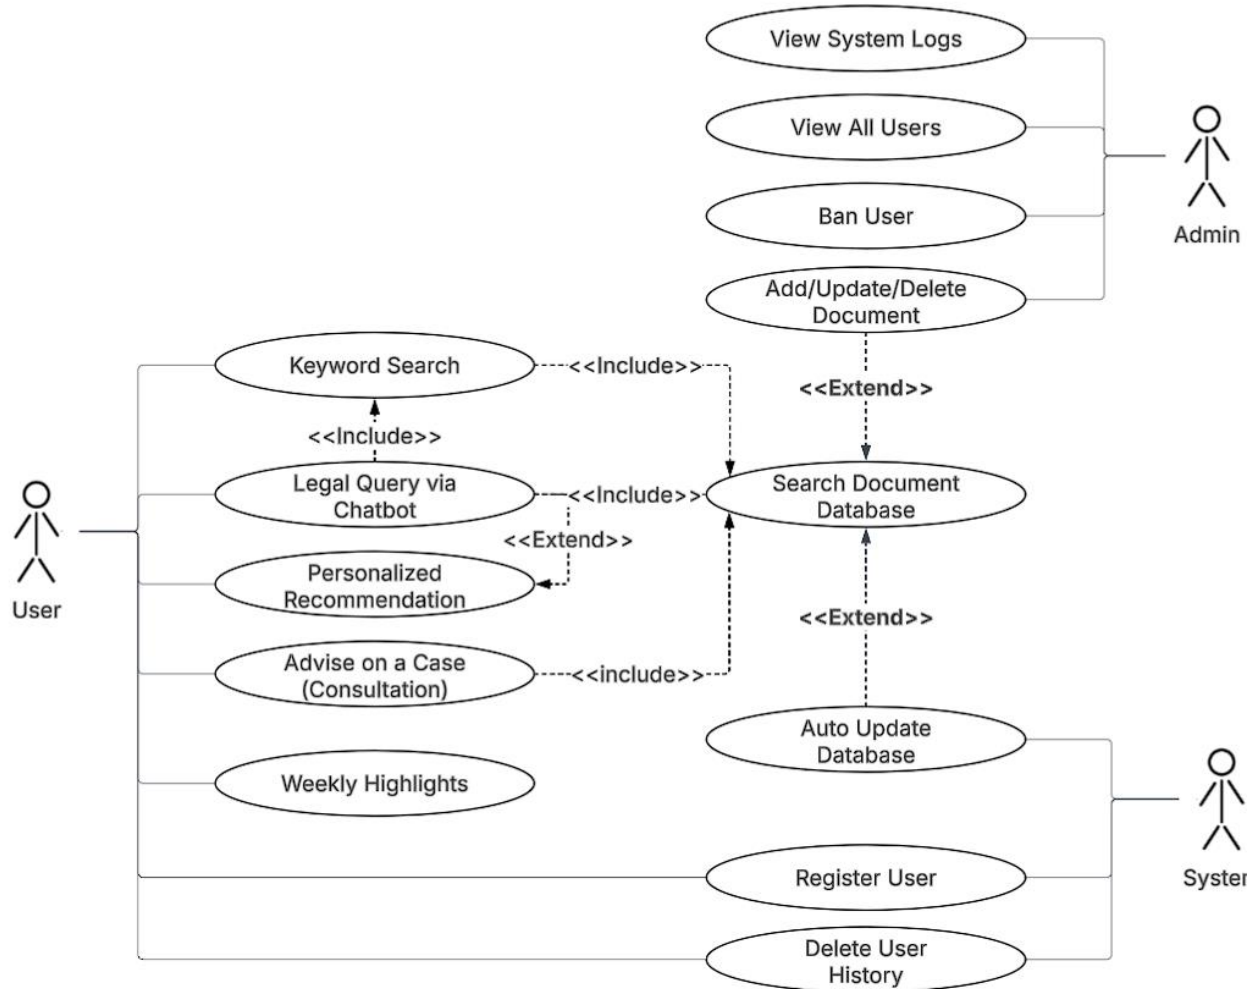 View System Logs
View All Users
Ban User
Admin
Add/Update/Delete
Document
Keyword Search
<<Include>>
<<Extend>>
<<Include>>
Legal Query via
Chatbot
<<Include>>
Search Document
Database
<<Extend>>
Personalized
Recommendation
User
<<Extend>>
Advise on a Case
(Consultation)
<<include>>
Auto Update
Database
Weekly Highlights
Register User
Syster
Delete User
History